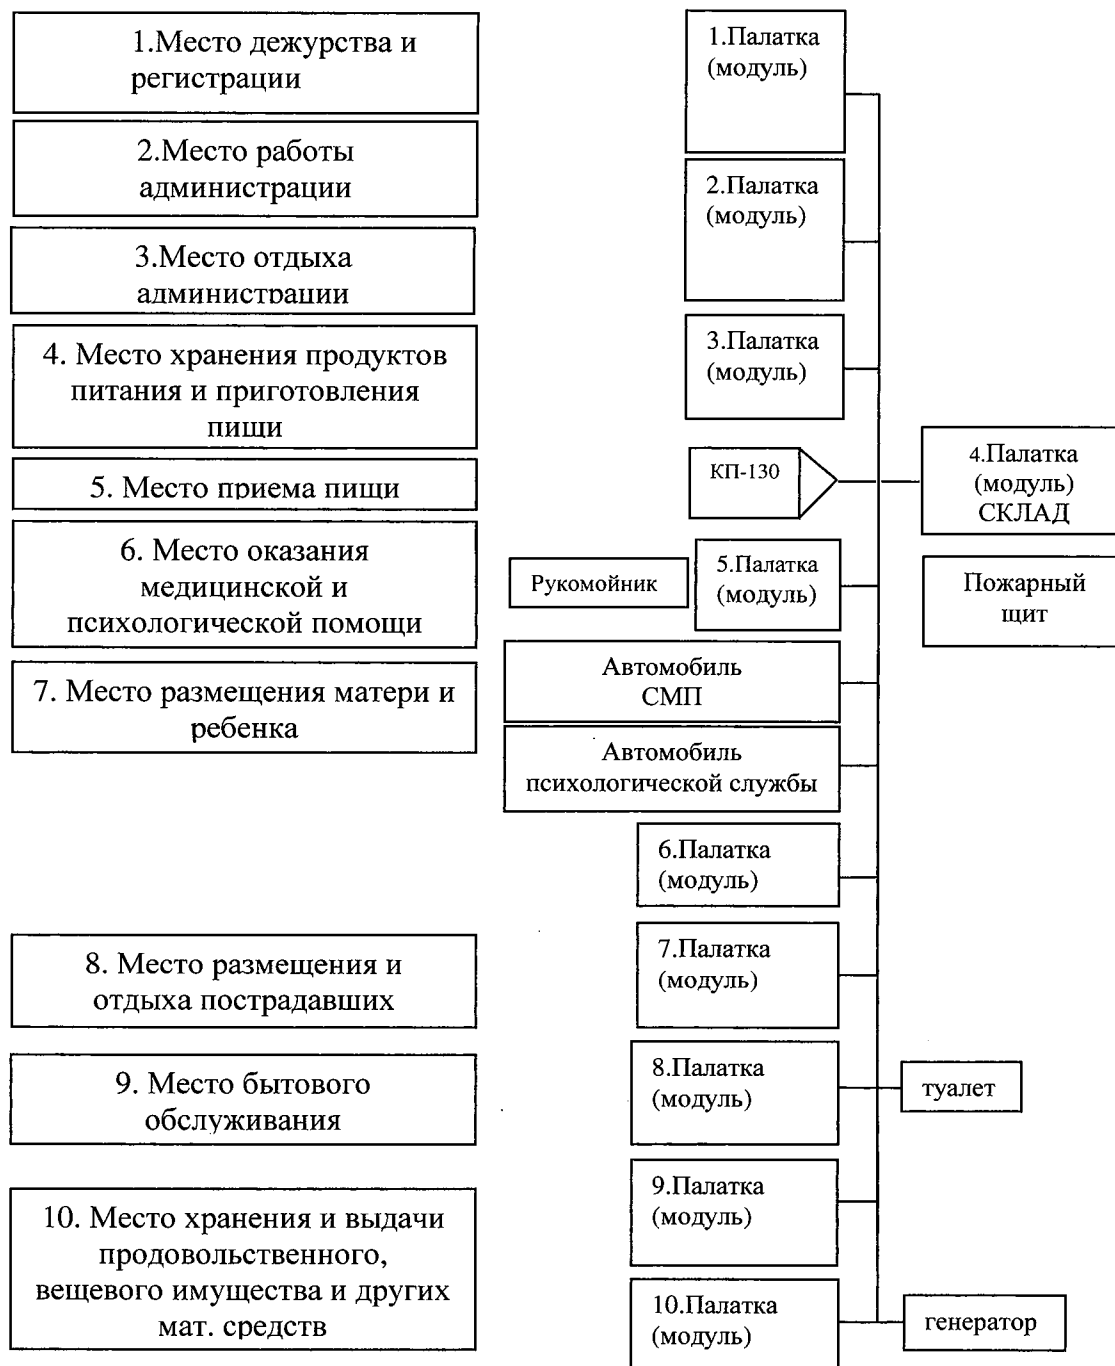 1.Место дежурства и
регистрации
2.Место работы
администрации
3.Место отдыха
администрации
4. Место хранения продуктов
питания и приготовления
пищи
5. Место приема пищи
6. Место оказания
медицинской и
психологической помощи
7. Место размещения матери и
ребенка
8. Место размещения и
отдыха пострадавших
9. Место бытового
обслуживания
10. Место хранения и выдачи
продовольственного,
вещевого имущества и других
мат. средств
1.Палатка
(модуль)
2.Палатка
(модуль)
3.Палатка
(модуль)
КП-130
4.Палатка
(модуль)
СКЛАД
Рукомойник
5.Палатка
(модуль)
Пожарный
щит
Автомобиль
СМП
Автомобиль
психологической службы
6.Палатка
(модуль)
7.Палатка
(модуль)
8.Палатка
(модуль)
туалет
9.Палатка
(модуль)
10.Палатка
(модуль)
генератор